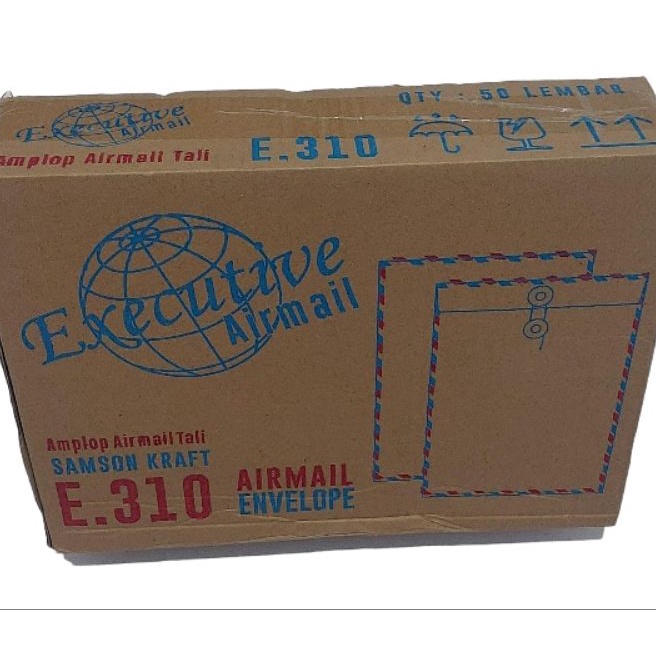 Executive
Airmail
Amplop Airmail Tali
E.310
QTY : 50 LEMBAR
Executive
Airmail
Amplop Airmail Tali
SAMSON KRAFT
E.310
AIRMAIL
ENVELOPE